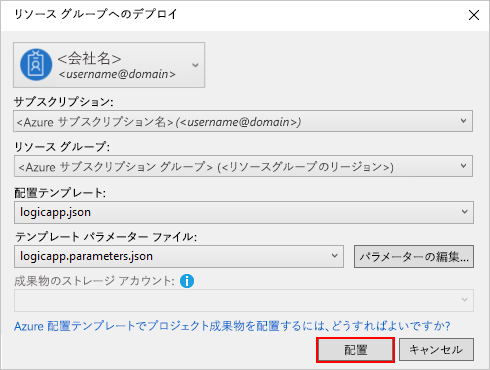 リソース グループへのデプロイ
<会社名>
<username@domain>
サブスクリプション:
<Azure サブスクリプション名> (<username@domain>)
リソース グループ:
<Azure サブスクリプション グループ> (<リソースグループのリージョン>)
配置テンプレート:
logicapp.json
テンプレート パラメーター ファイル:
logicapp.parameters.json
パラメーターの編集...
成果物のストレージ アカウント:
Azure 配置テンプレートでプロジェクト成果物を配置するには、どうすればよいですか?
配置
キャンセル